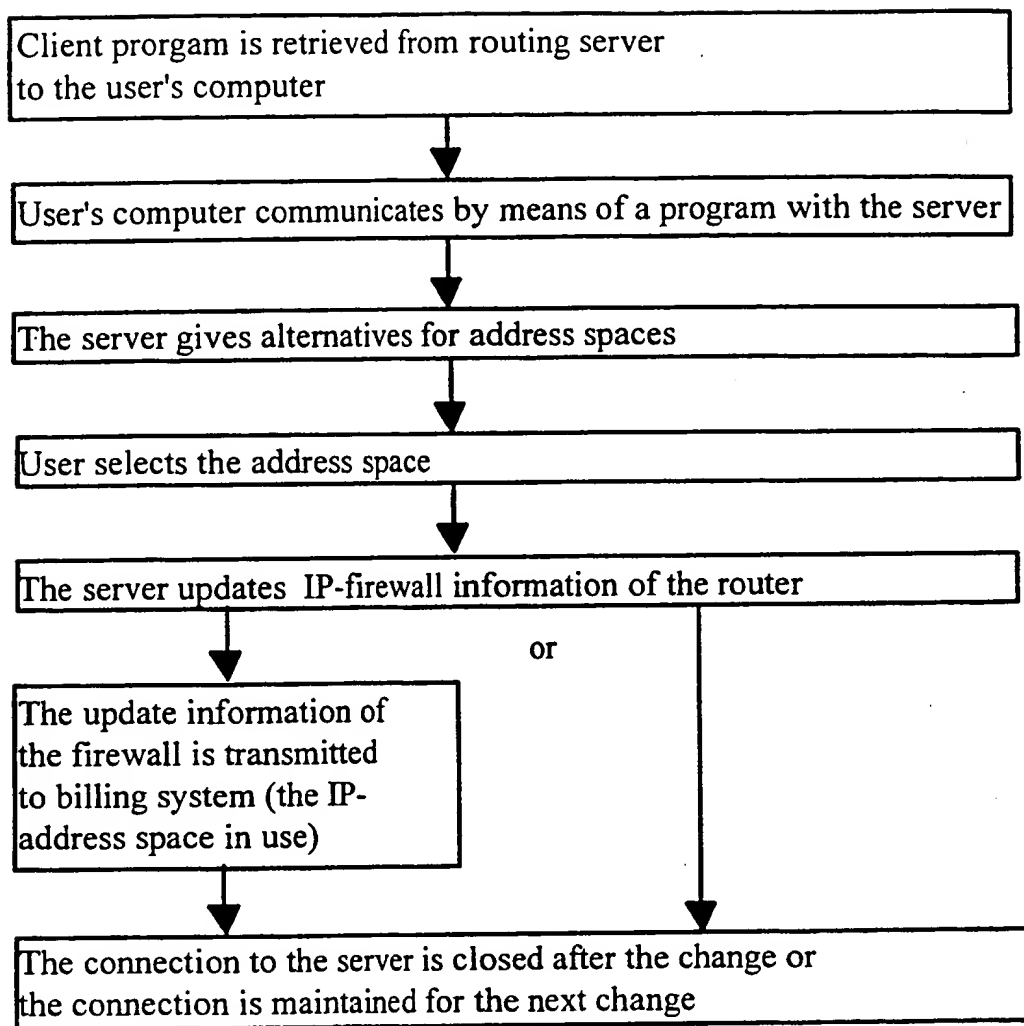 Client prorgam is retrieved from routing server
to the user's computer
User's computer communicates by means of a program with the server
The server gives alternatives for address spaces
User selects the address space
The server updates IP-firewall information of the router
or
The update information of
the firewall is transmitted
to billing system (the IP-
address space in use)
The connection to the server is closed after the change or
the connection is maintained for the next change